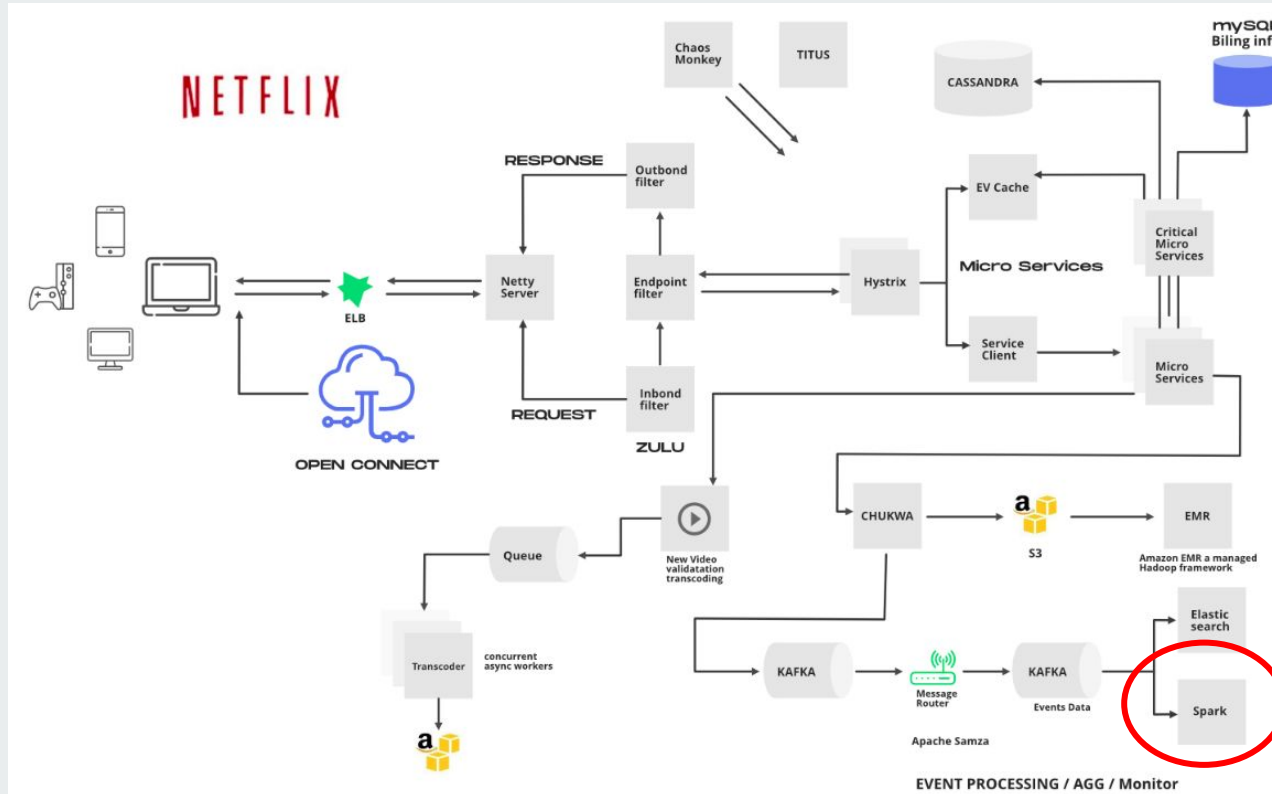 NETFLIX
Chaos
Monkey
TITUS
CASSANDRA
mySQL
Biling inf
RESPONSE
Outbond
filter
EV Cache
Critical
Micro
Services
Netty
Server
Endpoint
filter
Hystrix
Micro Services
ELB
Service
Client
Micro
Services
Inbond
filter
REQUEST
ZULU
OPEN CONNECT
CHUKWA
a
S3
EMR
Amazon EMR a managed
Hadoop framework
Queue
New Video
validatation
transcoding
Elastic
search
Transcoder
concurrent
async workers
KAFKA
Message
Router
KAFKA
Events Data
Spark
Apache Samza
a
EVENT PROCESSING / AGG / Monitor